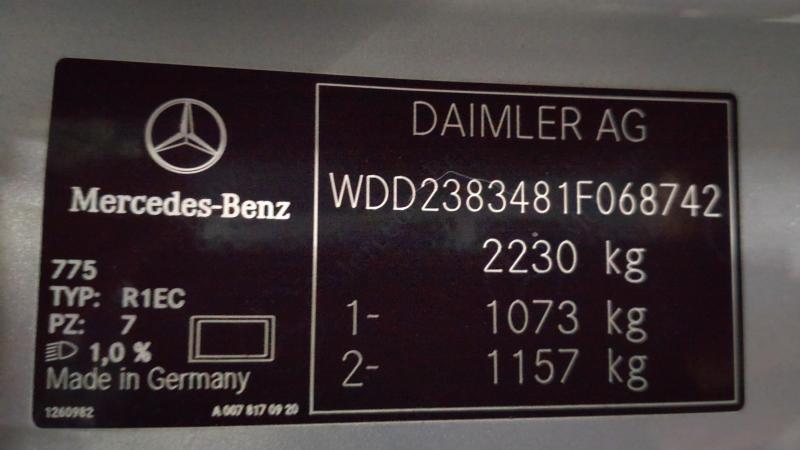 Mercedes-Benz
775
TYP: R1EC
PZ: 7
1,0 %
Made in Germany
1260982
A 007 817 09 20
DAIMLER AG
WDD2383481F068742
2230 kg
1- 1073 kg
2- 1157 kg